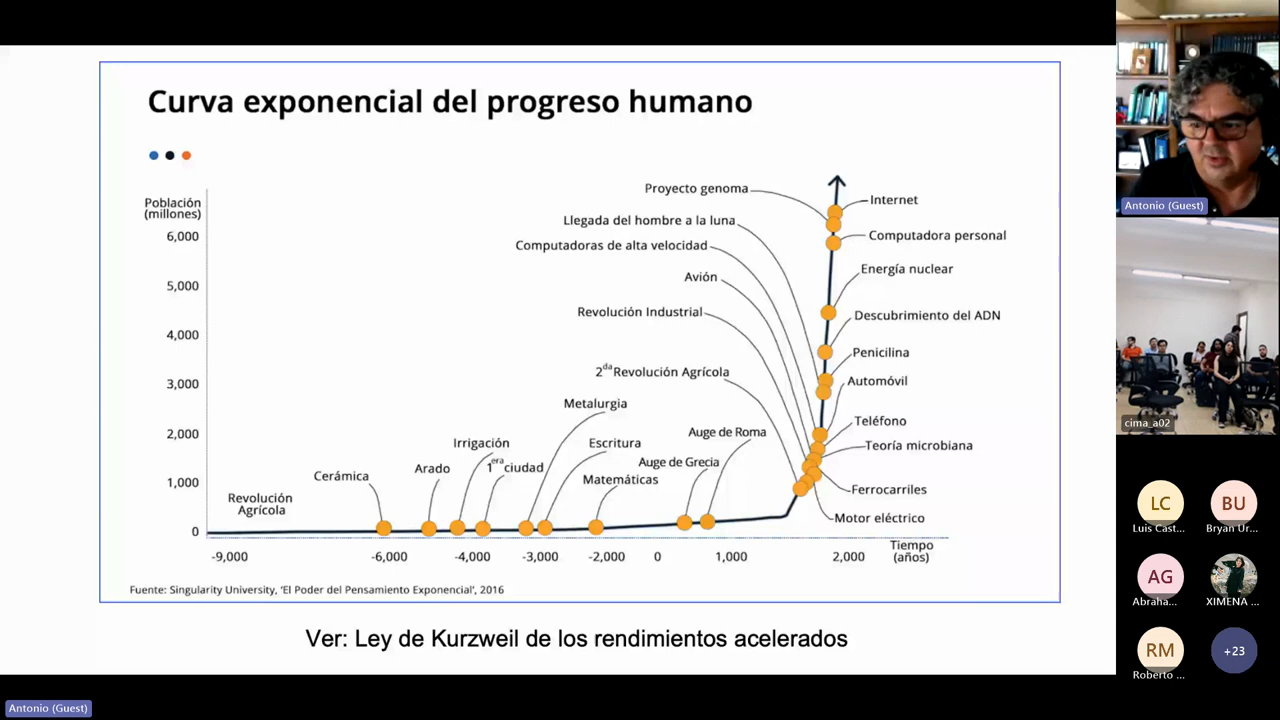 Curva exponencial del progreso humano
Población
(millones)
6,000
5,000
4,000
3,000
2,000
1,000
0
Proyecto genoma
Llegada del hombre a la luna
Computadoras de alta velocidad
Avión
Revolución Industrial
2da Revolución Agrícola
Metalurgia
Irrigación
Escritura
Auge de Roma
Cerámica
Arado
1era ciudad
Matemáticas
Auge de Grecia
Revolución
Agrícola
Internet
Computadora personal
Energía nuclear
Descubrimiento del ADN
Penicilina
Automóvil
Teléfono
Teoría microbiana
Ferrocarriles
Motor eléctrico
-9,000
-6,000
-4,000
-3,000
-2,000
0
1,000
2,000
Tiempo
(años)
Fuente: Singularity University, ‘El Poder del Pensamiento Exponencial’, 2016
Ver: Ley de Kurzweil de los rendimientos acelerados
Antonio (Guest)
cima_a02
LC
Luis Cast...
BU
Bryan Ur...
AG
Abraha...
XIMENA ...
RM
Roberto ...
+23
Antonio (Guest)